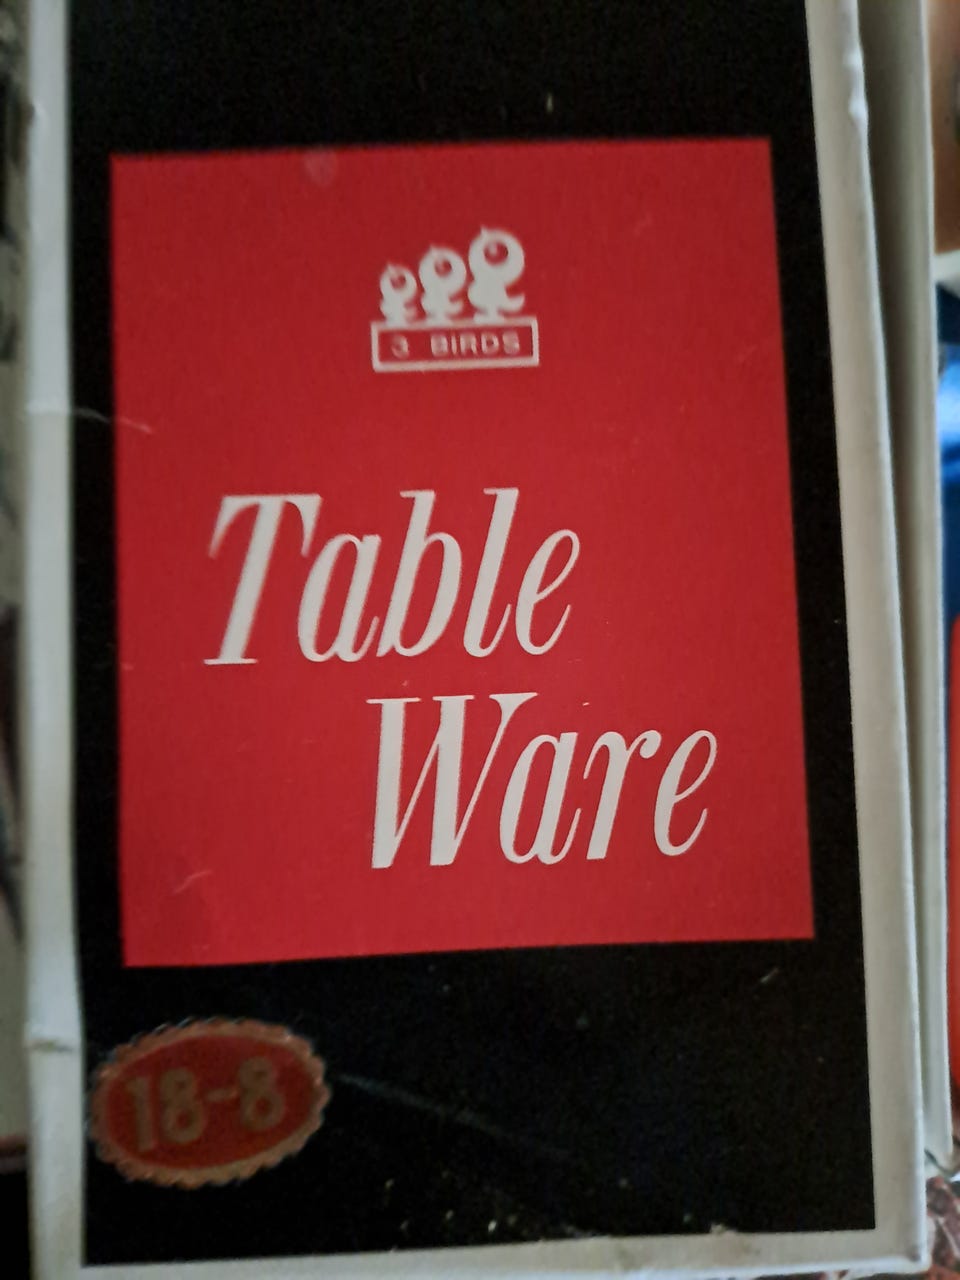 3 BIRDS
Table
Ware
18-8